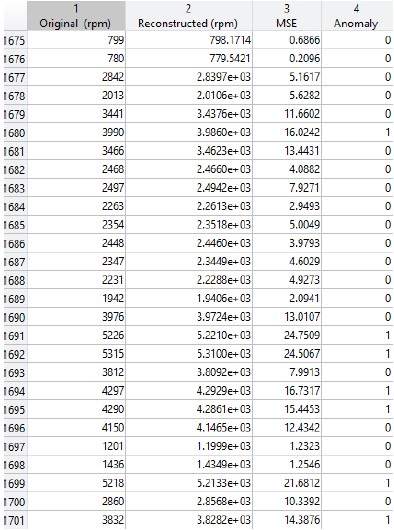 1 2 3 4
Original (rpm) Reconstructed (rpm) MSE Anomaly
1675 799 798.1714 0.6866 0
1676 780 779.5421 0.2096 0
1677 2842 2.8397e+03 5.1617 0
1678 2013 2.0106e+03 5.6282 0
1679 3441 3.4376e+03 11.6602 0
1680 3990 3.9860e+03 16.0242 1
1681 3466 3.4623e+03 13.4431 0
1682 2468 2.4660e+03 4.0882 0
1683 2497 2.4942e+03 7.9271 0
1684 2263 2.2613e+03 2.9493 0
1685 2354 2.3518e+03 5.0049 0
1686 2448 2.4460e+03 3.9793 0
1687 2347 2.3449e+03 4.6029 0
1688 2231 2.2288e+03 4.9273 0
1689 1942 1.9406e+03 2.0941 0
1690 3976 3.9724e+03 13.0107 0
1691 5226 5.2210e+03 24.7509 1
1692 5315 5.3100e+03 24.5067 1
1693 3812 3.8092e+03 7.9913 0
1694 4297 4.2929e+03 16.7317 1
1695 4290 4.2861e+03 15.4453 1
1696 4150 4.1465e+03 12.4342 0
1697 1201 1.1999e+03 1.2323 0
1698 1436 1.4349e+03 1.2546 0
1699 5218 5.2133e+03 21.6812 1
1700 2860 2.8568e+03 10.3392 0
1701 3832 3.8282e+03 14.3876 1